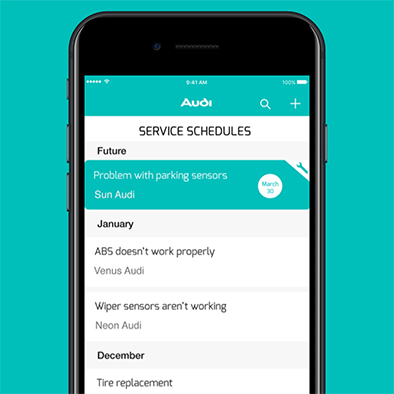 9:41 AM 100%
Audi
SERVICE SCHEDULES
Future
Problem with parking sensors
Sun Audi
March
30
January
ABS doesn't work properly
Venus Audi
Wiper sensors aren't working
Neon Audi
December
Tire replacement